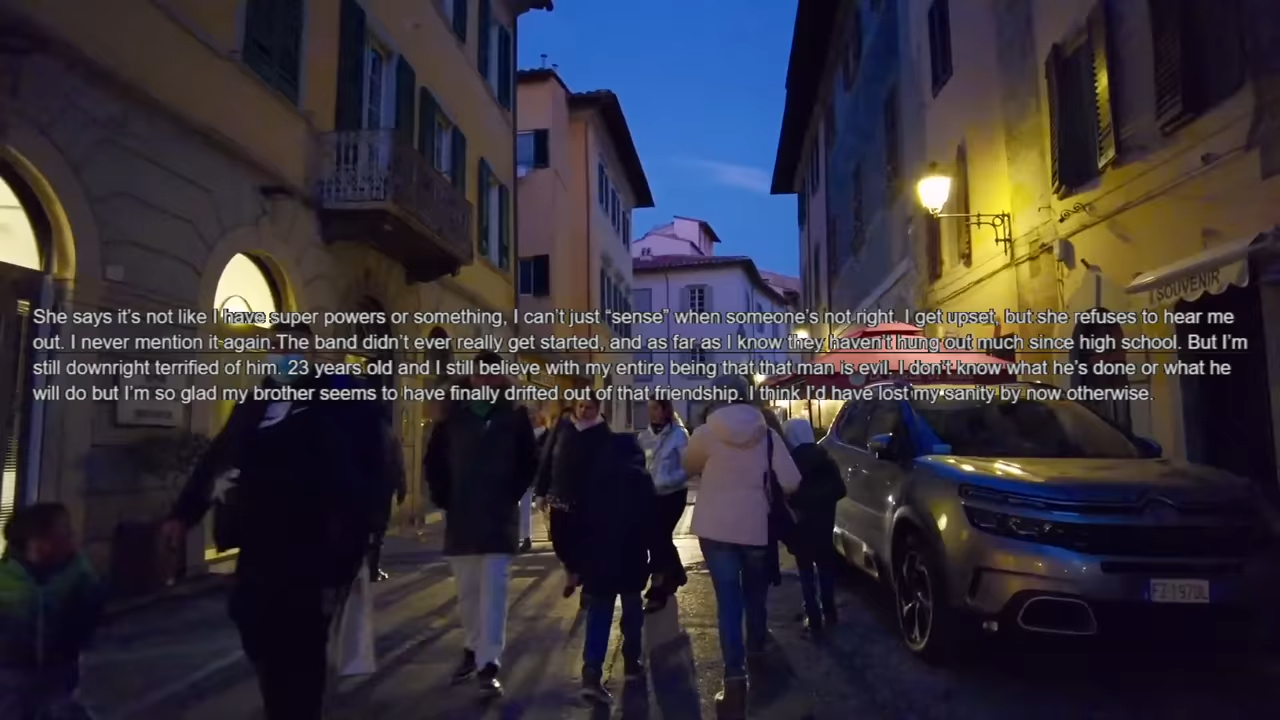 SOUVENIR
She says it’s not like I have super powers or something, I can’t just “sense” when someone’s not right. I get upset, but she refuses to hear me
out. I never mention it again.The band didn’t ever really get started, and as far as I know they haven’t hung out much since high school. But I’m
still downright terrified of him. 23 years old and I still believe with my entire being that that man is evil. I don’t know what he’s done or what he
will do but I’m so glad my brother seems to have finally drifted out of that friendship. I think I’d have lost my sanity by now otherwise.